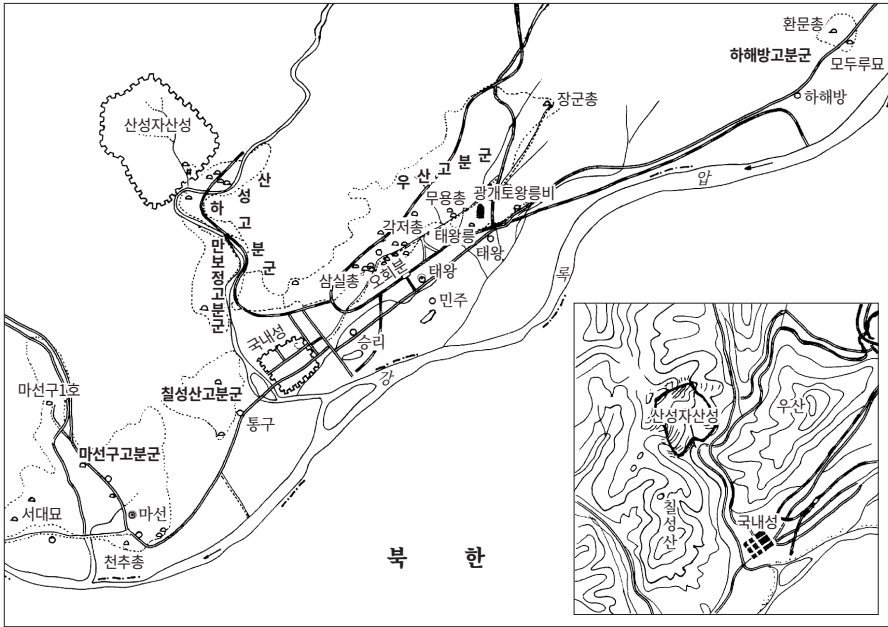 환문총
하해방고분군
모두루묘
하해방
산성자산성
장군총
우산고분군
산성하고분군
만보정고분군
무용총
광개토왕릉비
각저총
태왕릉
태왕
삼실총
오회분
태왕
민주
국내성
승리
압록강
마선구1호
칠성산고분군
통구
마선구고분군
서대묘
마선
천추총
북한
산성자산성
우산
칠성산
국내성